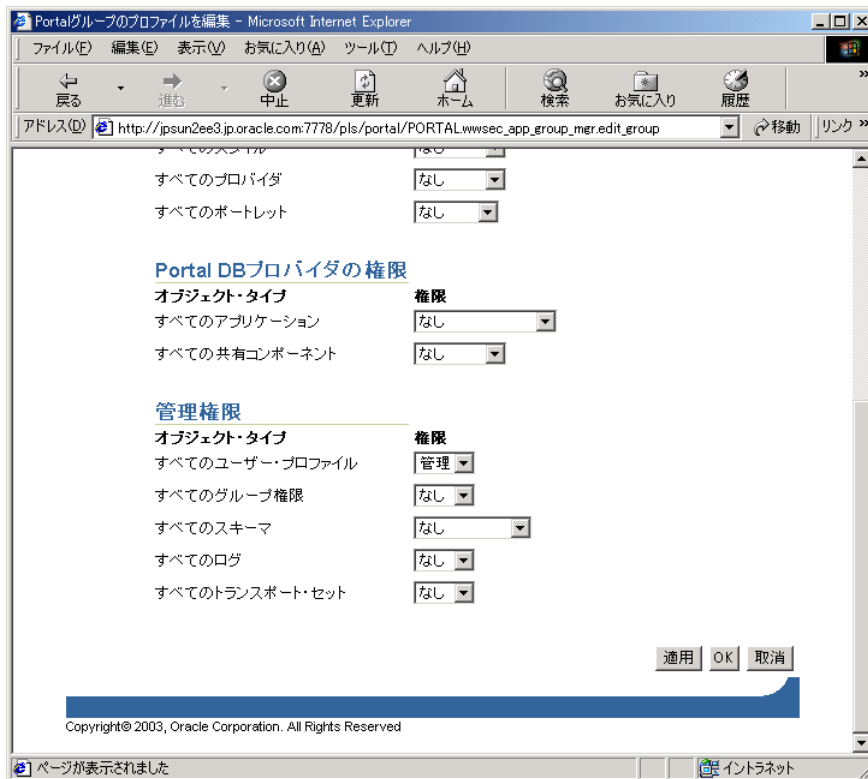 Portalグループのプロファイルを編集 - Microsoft Internet Explorer
ファイル(F) 編集(E) 表示(V) お気に入り(A) ツール(T) ヘルプ(H)
戻る 進む 中止 更新 ホーム 検索 お気に入り 履歴 »
アドレス(D) http://jpsun2ee3.jp.oracle.com:7778/pls/portal/PORTAL.wwsec_app_group_mgr.edit_group 移動 リンク »
すべてのスタイル なし
すべてのプロバイダ なし
すべてのポートレット なし
Portal DBプロバイダの権限
オブジェクト・タイプ 権限
すべてのアプリケーション なし
すべての共有コンポーネント なし
管理権限
オブジェクト・タイプ 権限
すべてのユーザー・プロファイル 管理
すべてのグループ権限 なし
すべてのスキーマ なし
すべてのログ なし
すべてのトランスポート・セット なし
適用 OK 取消
Copyright© 2003, Oracle Corporation. All Rights Reserved
ページが表示されました イントラネット